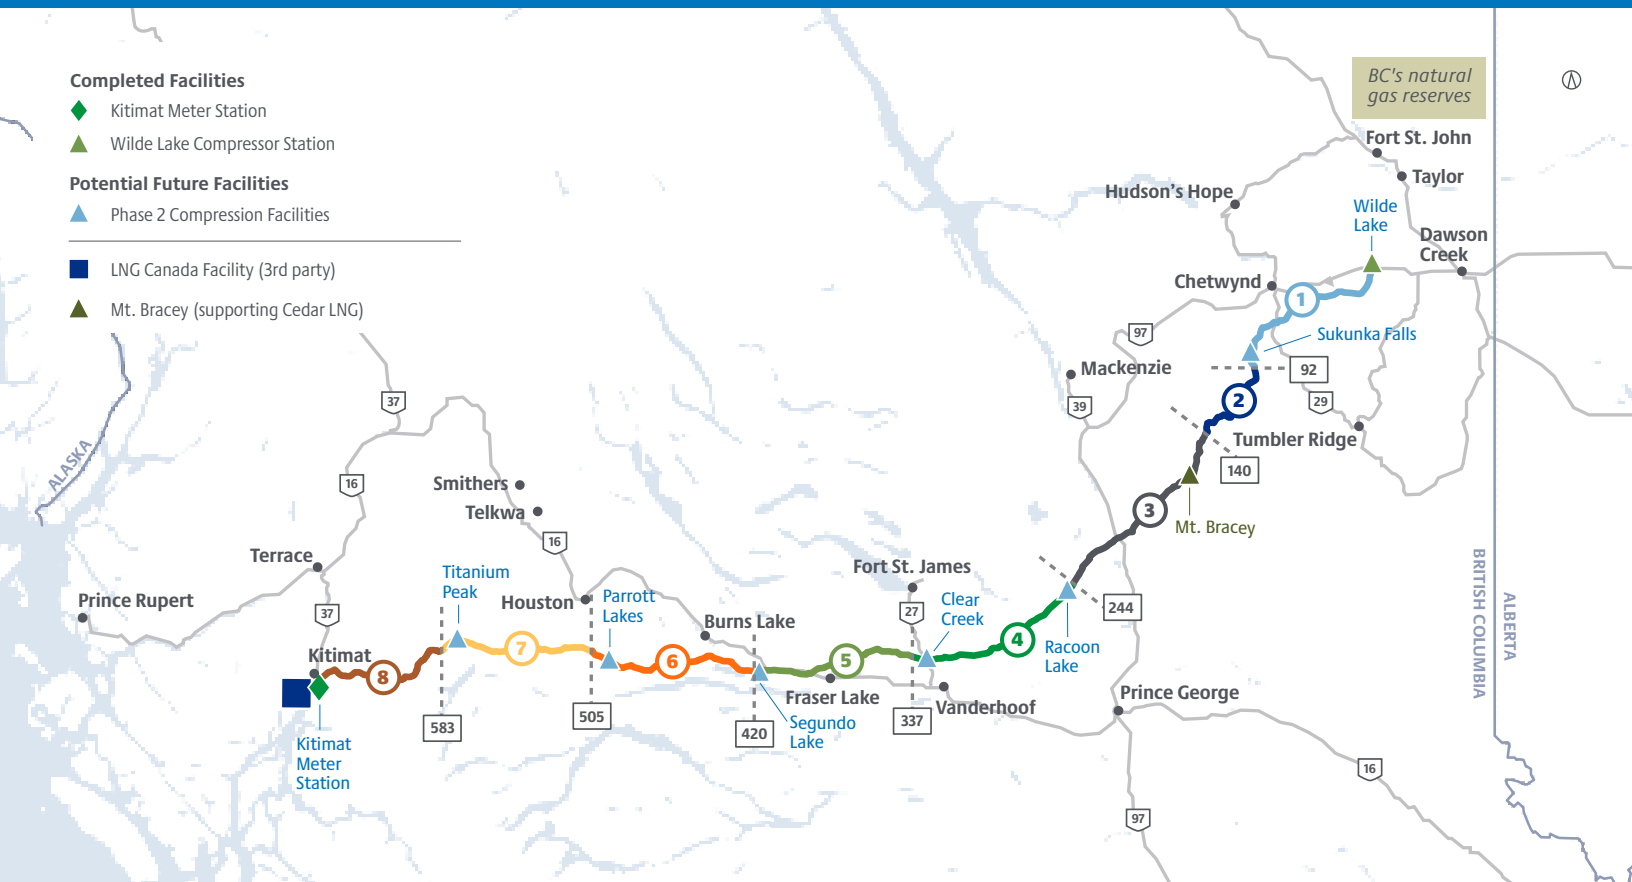 Completed Facilities
Kitimat Meter Station
Wilde Lake Compressor Station
Potential Future Facilities
Phase 2 Compression Facilities
LNG Canada Facility (3rd party)
Mt. Bracey (supporting Cedar LNG)
BC's natural
gas reserves
Fort St. John
Taylor
Hudson's Hope
Wilde
Lake
Dawson
Creek
Chetwynd
1
97
Sukunka Falls
Mackenzie
92
37
39
2
29
ALASKA
Tumbler Ridge
140
16
Smithers
Telkwa
3
Mt. Bracey
16
Terrace
Titanium
Peak
Fort St. James
BRITISH COLUMBIA
ALBERTA
Prince Rupert
37
Houston
Parrott
Lakes
27
Clear
Creek
244
Burns Lake
4
Racoon
Lake
Kitimat
8
7
6
5
Fraser Lake
Vanderhoof
Prince George
583
505
420
Segundo
Lake
337
Kitimat
Meter
Station
16
97